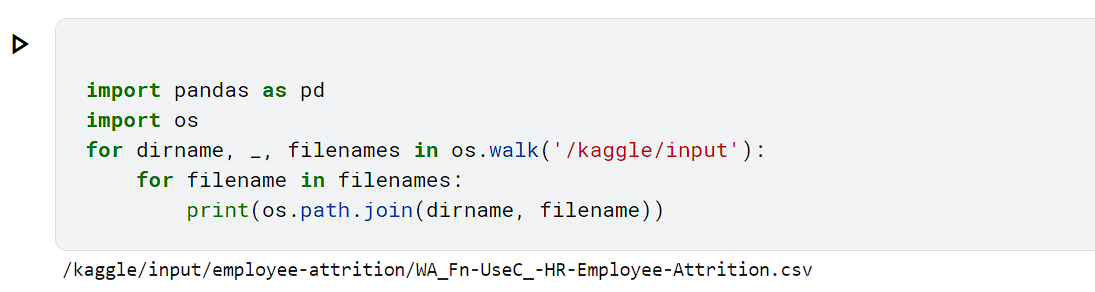 import pandas as pd
import os
for dirname, _, filenames in os.walk('/kaggle/input'):
    for filename in filenames:
        print(os.path.join(dirname, filename))
/kaggle/input/employee-attrition/WA_Fn-UseC_-HR-Employee-Attrition.csv